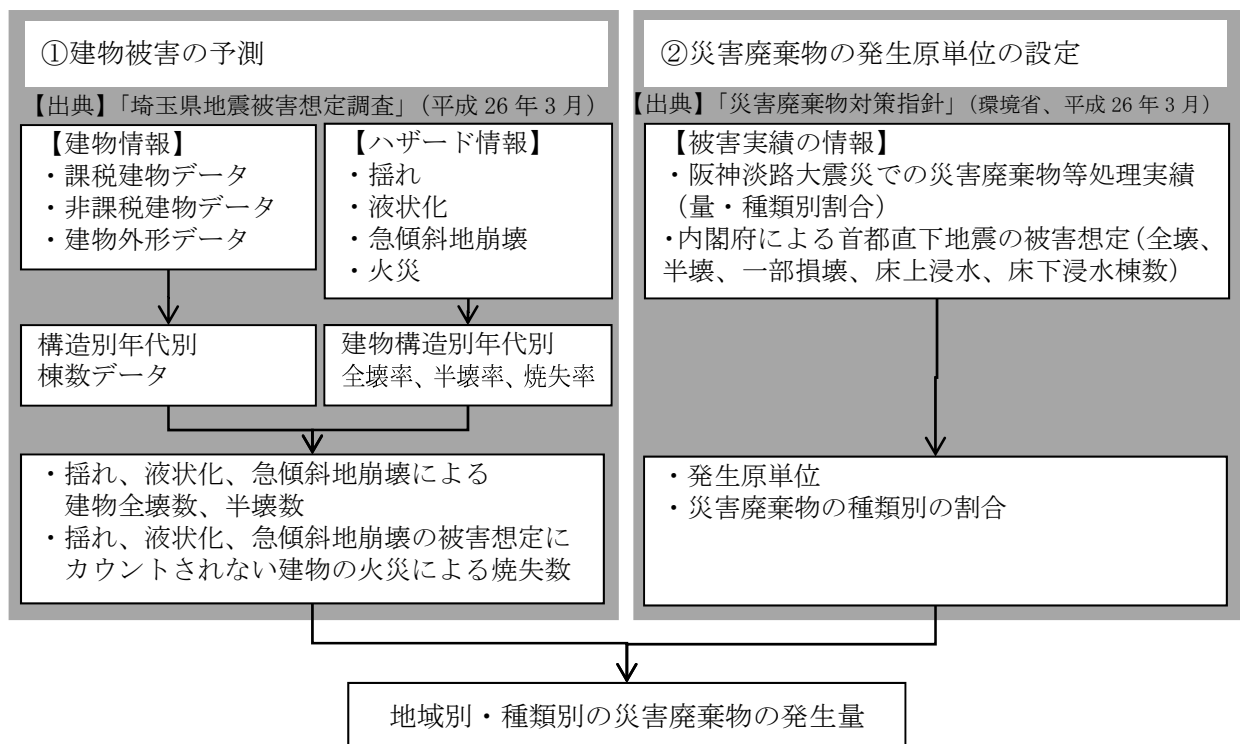 ①建物被害の予測
【出典】「埼玉県地震被害想定調査」(平成 26 年 3 月)
【建物情報】
・課税建物データ
・非課税建物データ
・建物外形データ
【ハザード情報】
・揺れ
・液状化
・急傾斜地崩壊
・火災
構造別年代別
棟数データ
建物構造別年代別
全壊率、半壊率、焼失率
・揺れ、液状化、急傾斜地崩壊による
建物全壊数、半壊数
・揺れ、液状化、急傾斜地崩壊の被害想定に
カウントされない建物の火災による焼失数
②災害廃棄物の発生原単位の設定
【出典】「災害廃棄物対策指針」(環境省、平成 26 年 3 月)
【被害実績の情報】
・阪神淡路大震災での災害廃棄物等処理実績
(量・種類別割合)
・内閣府による首都直下地震の被害想定(全壊、
半壊、一部損壊、床上浸水、床下浸水棟数)
・発生原単位
・災害廃棄物の種類別の割合
地域別・種類別の災害廃棄物の発生量